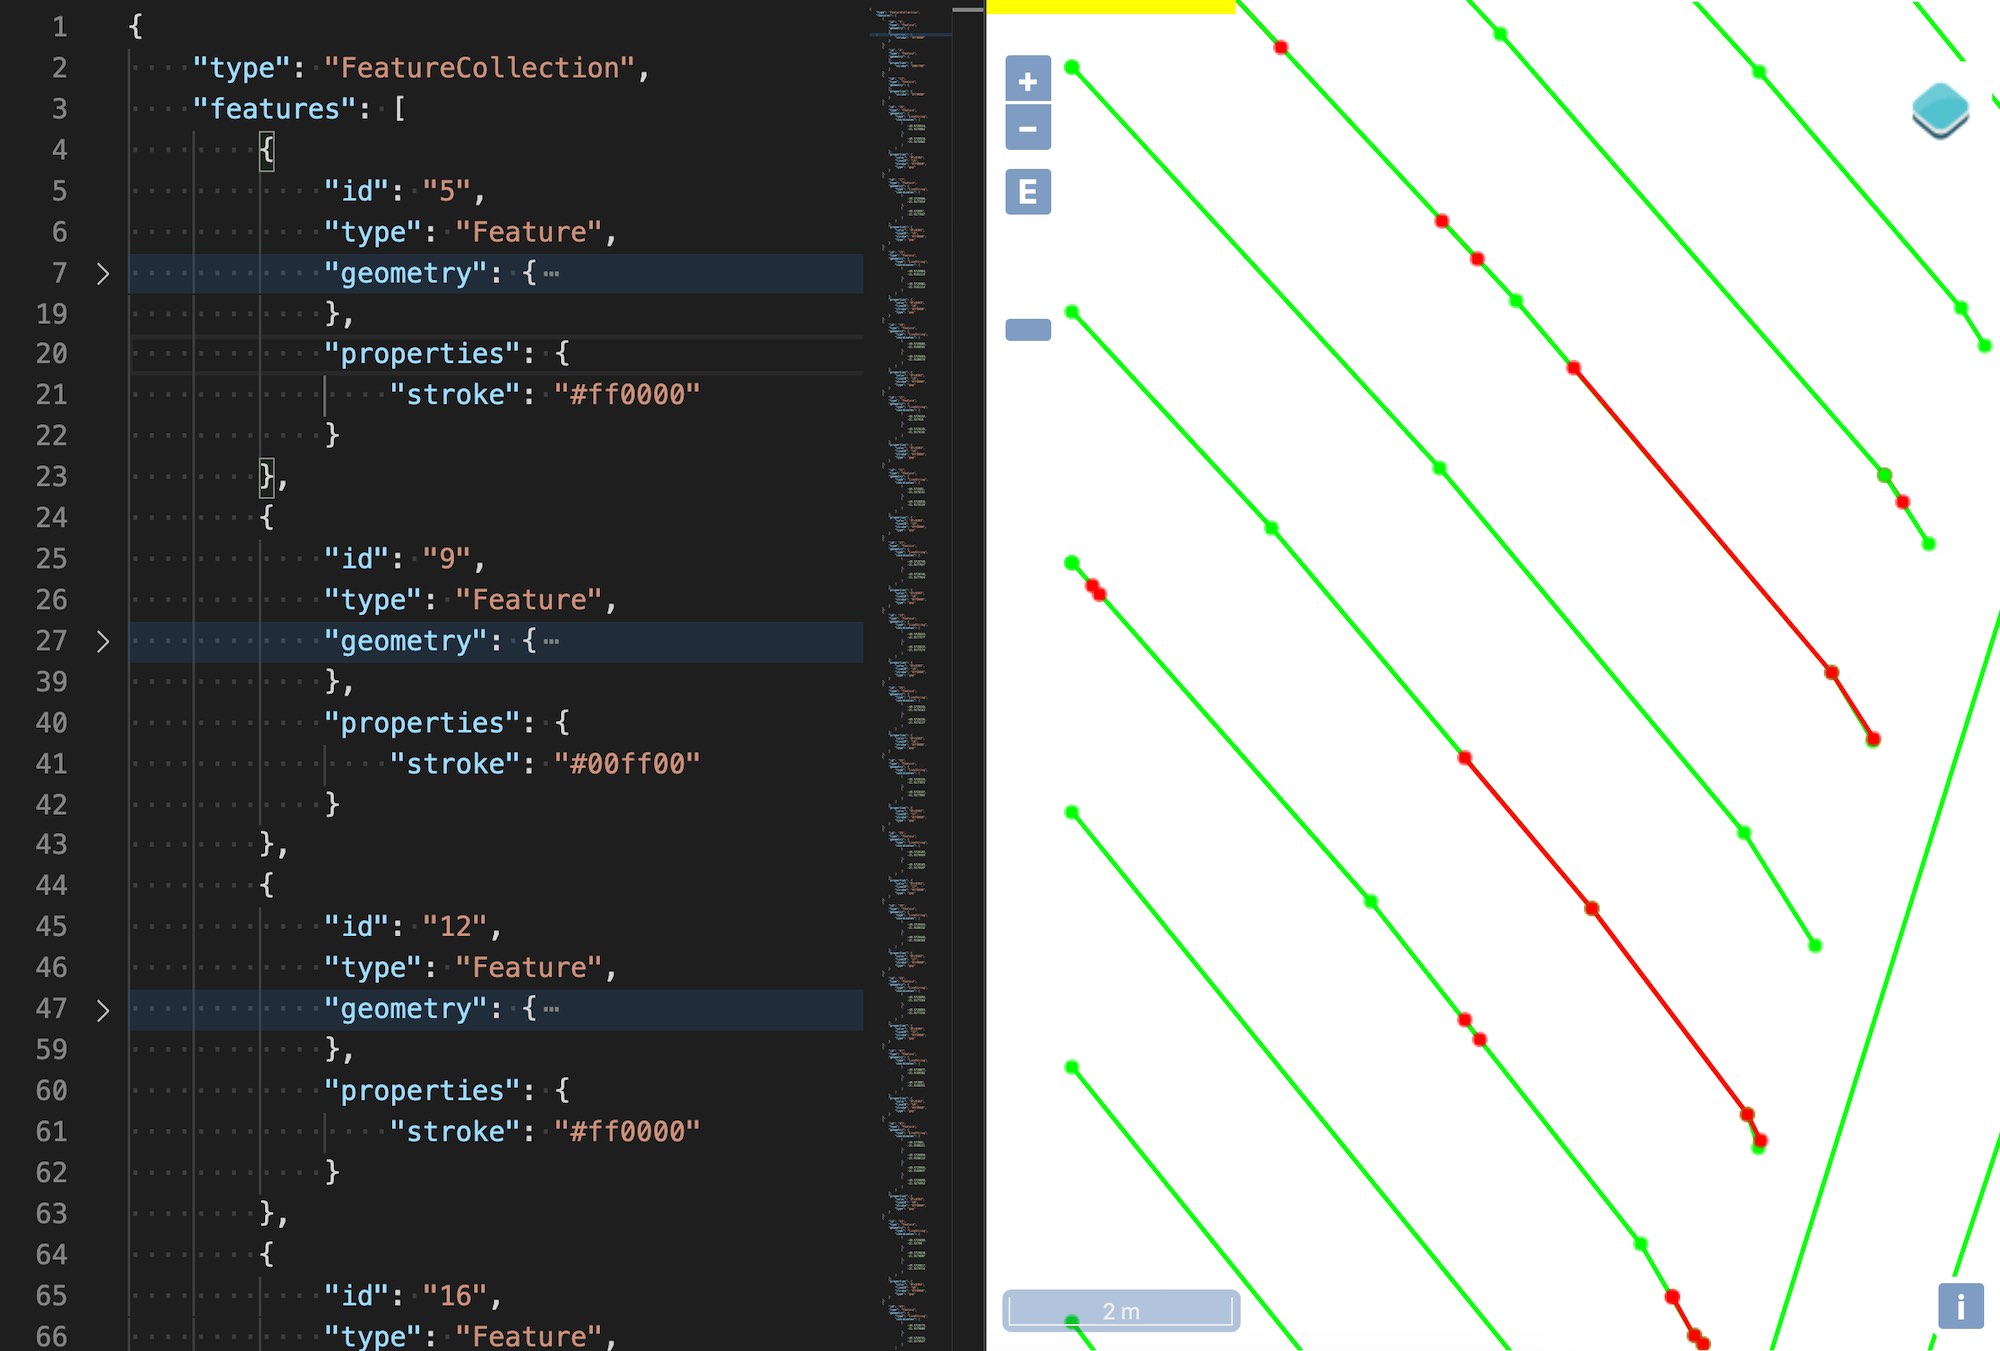 1 {
2 "type": "FeatureCollection",
3 "features": [
4 {
5 "id": "5",
6 "type": "Feature",
7 "geometry": { ⋯
19 },
20 "properties": {
21 "stroke": "#ff0000"
22 }
23 },
24 {
25 "id": "9",
26 "type": "Feature",
27 "geometry": { ⋯
39 },
40 "properties": {
41 "stroke": "#00ff00"
42 }
43 },
44 {
45 "id": "12",
46 "type": "Feature",
47 "geometry": { ⋯
59 },
60 "properties": {
61 "stroke": "#ff0000"
62 }
63 },
64 {
65 "id": "16",
66 "type": "Feature",
+
−
E
2 m
i